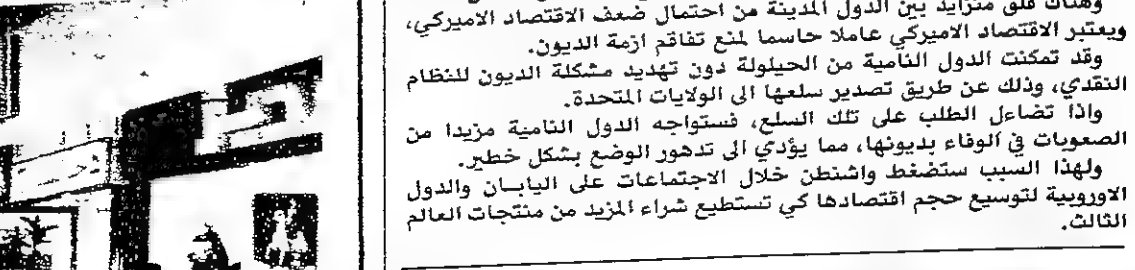 وهناك قلق متزايد بين الدول المدينة من احتمال ضعف الاقتصاد الاميركي،
ويعتبر الاقتصاد الاميركي عاملا حاسما لمنع تفاقم ازمة الديون.
وقد تمكنت الدول النامية من الحيلولة دون تهديد مشكلة الديون للنظام
النقدي، وذلك عن طريق تصدير سلعها الى الولايات المتحدة.
واذا تضاءل الطلب على تلك السلع، فستواجه الدول النامية مزيدا من
الصعوبات في الوفاء بديونها، مما يؤدي الى تدهور الوضع بشكل خطير.
ولهذا السبب ستضغط واشنطن خلال الاجتماعات على اليابان والدول
الاوروبية لتوسيع حجم اقتصادها كي تستطيع شراء المزيد من منتجات العالم
الثالث.